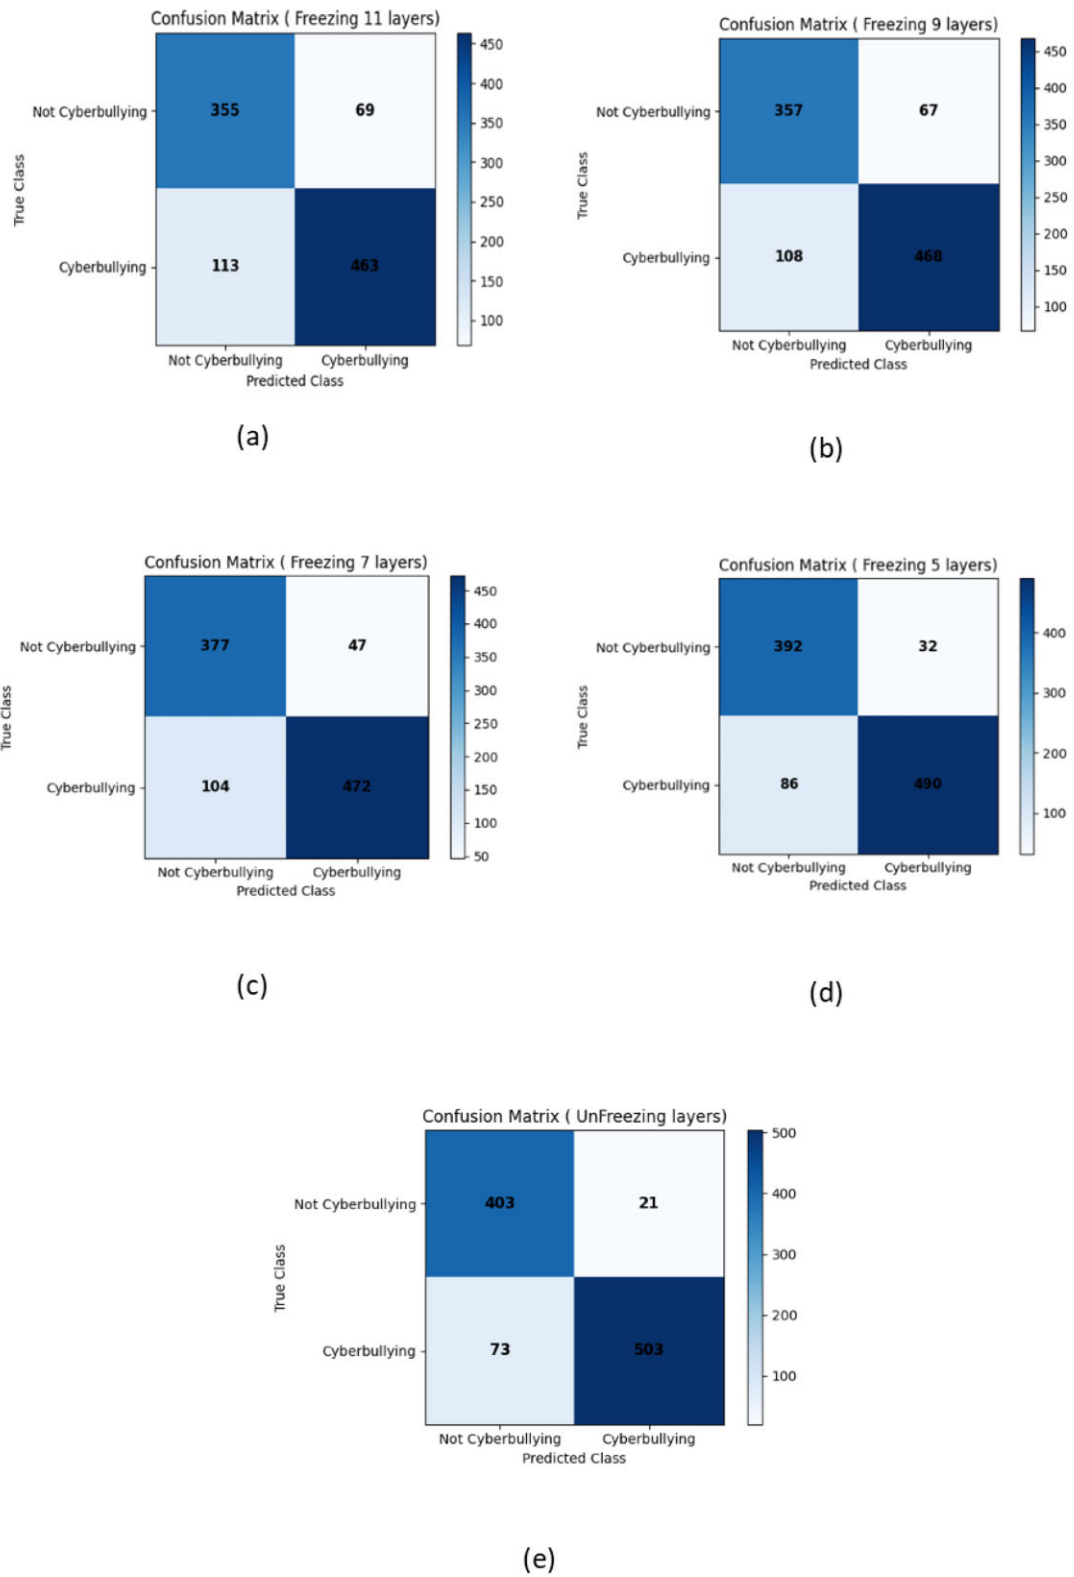 Confusion Matrix ( Freezing 11 layers)
Not Cyberbullying
355
69
Cyberbullying
113
463
True Class
Not Cyberbullying
Cyberbullying
Predicted Class
450
400
350
300
250
200
150
100
(a)
Confusion Matrix ( Freezing 9 layers)
Not Cyberbullying
357
67
Cyberbullying
108
468
True Class
Not Cyberbullying
Cyberbullying
Predicted Class
450
400
350
300
250
200
150
100
(b)
Confusion Matrix ( Freezing 7 layers)
Not Cyberbullying
377
47
Cyberbullying
104
472
True Class
Not Cyberbullying
Cyberbullying
Predicted Class
450
400
350
300
250
200
150
100
50
(c)
Confusion Matrix ( Freezing 5 layers)
Not Cyberbullying
392
32
Cyberbullying
86
490
True Class
Not Cyberbullying
Cyberbullying
Predicted Class
400
300
200
100
(d)
Confusion Matrix ( UnFreezing layers)
Not Cyberbullying
403
21
Cyberbullying
73
503
True Class
Not Cyberbullying
Cyberbullying
Predicted Class
500
400
300
200
100
(e)